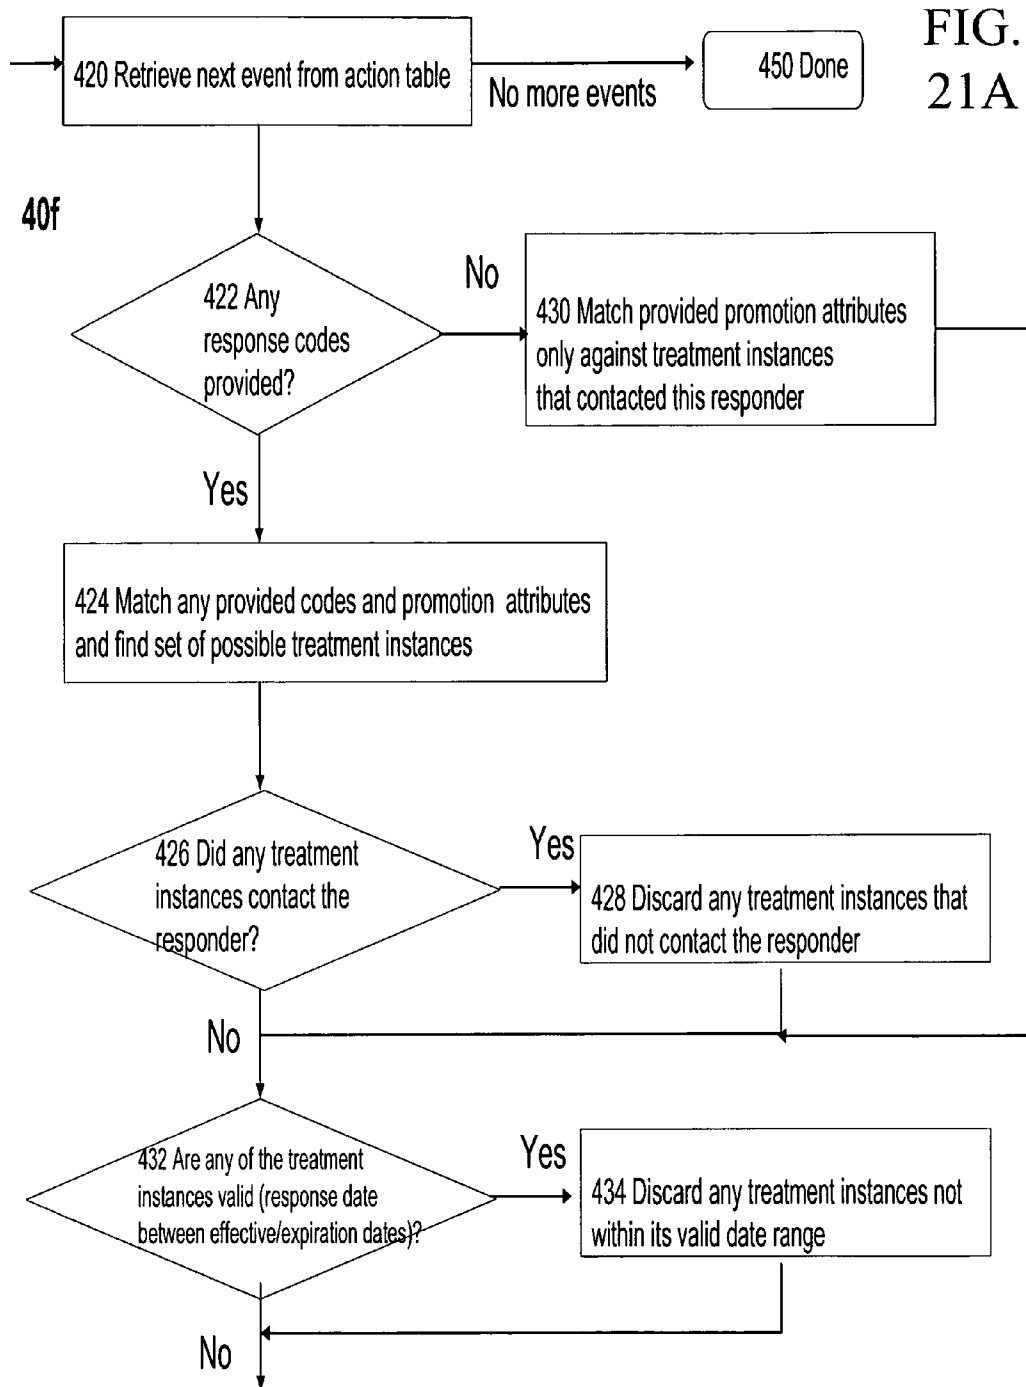 FIG.
21A
420 Retrieve next event from action table
No more events
450 Done
40f
422 Any
response codes
provided?
No
430 Match provided promotion attributes
only against treatment instances
that contacted this responder
Yes
424 Match any provided codes and promotion attributes
and find set of possible treatment instances
426 Did any treatment
instances contact the
responder?
Yes
428 Discard any treatment instances that
did not contact the responder
No
432 Are any of the treatment
instances valid (response date
between effective/expiration dates)?
Yes
434 Discard any treatment instances not
within its valid date range
No